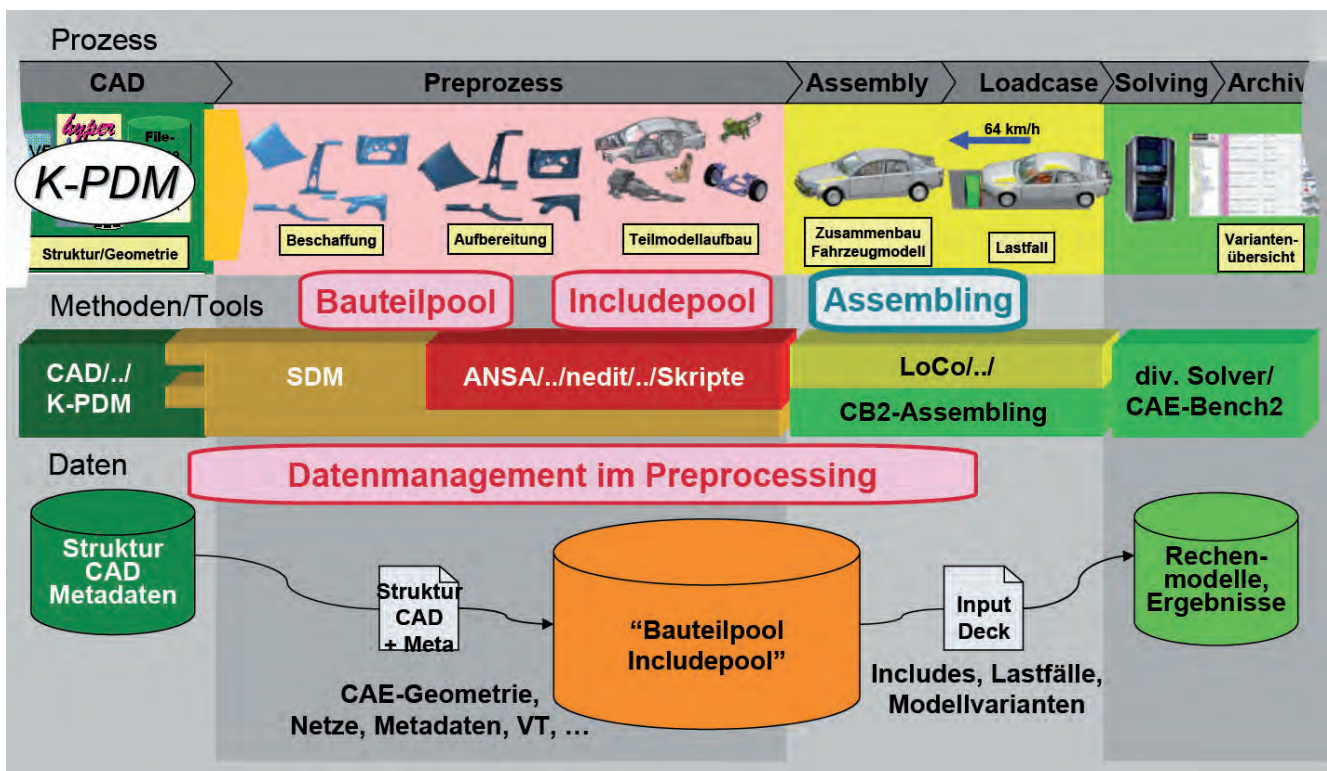 Prozess
CAD
Preprozess
Assembly
Loadcase
Solving
Archiv
hyper
File-
K-PDM
64 km/h
Struktur/Geometrie
Beschaffung
Aufbereitung
Teilmodellaufbau
Zusammenbau
Fahrzeugmodell
Lastfall
Varianten-
übersicht
Methoden/Tools
Bauteilpool
Includepool
Assembling
CAD/../
K-PDM
SDM
ANSA/../nedit/../Skripte
LoCo/../
CB2-Assembling
div. Solver/
CAE-Bench2
Daten
Datenmanagement im Preprocessing
Struktur
CAD
Metadaten
Struktur
CAD
+ Meta
“Bauteilpool
Includepool”
Input
Deck
Rechen-
modelle,
Ergebnisse
CAE-Geometrie,
Netze, Metadaten, VT, …
Includes, Lastfälle,
Modellvarianten